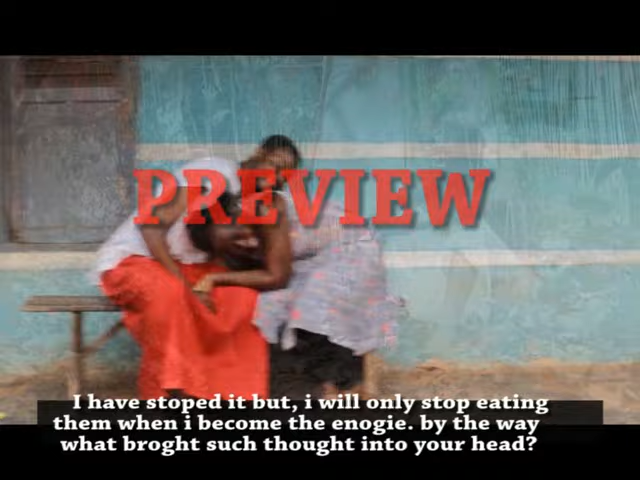 PREVIEW
I have stoped it but, i will only stop eating
them when i become the enogie. by the way
what broght such thought into your head?